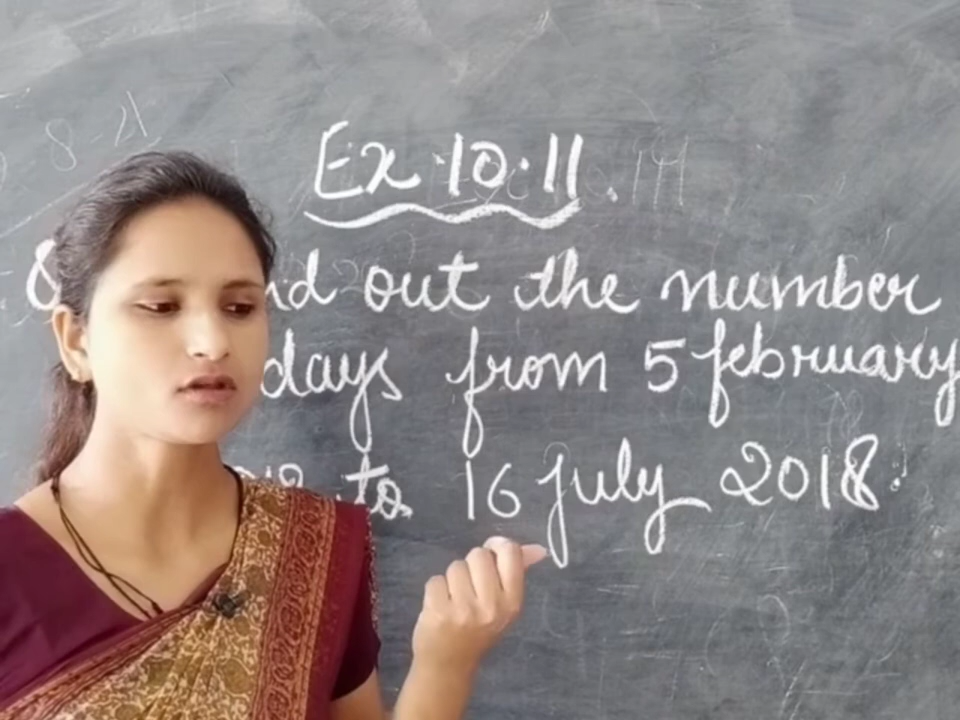 Ex.10.11.
out the number
days from 5 february
to 16 july 2018.